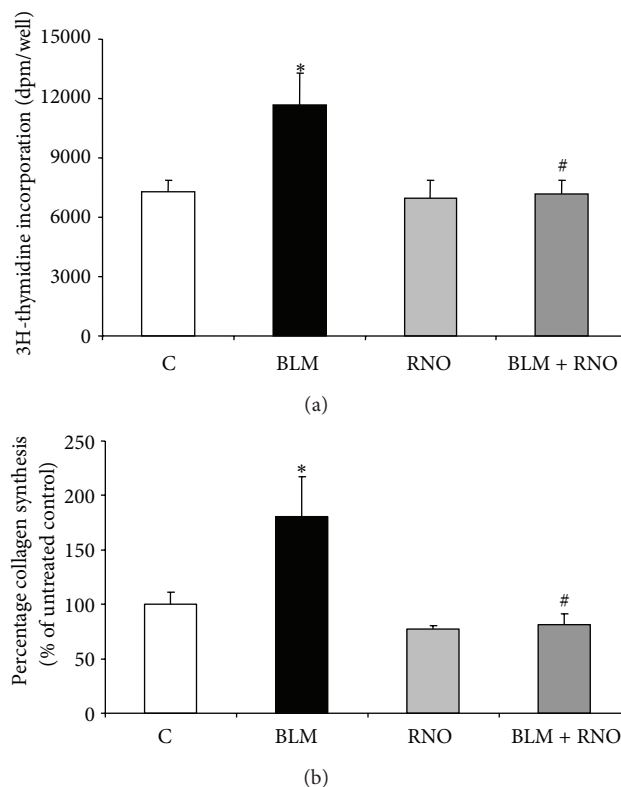 15000
12000
9000
6000
3000
0
3H-thymidine incorporation (dpm/well)
*
#
C BLM RNO BLM + RNO
(a)
250
200
150
100
50
0
Percentage collagen synthesis
(% of untreated control)
*
#
C BLM RNO BLM + RNO
(b)